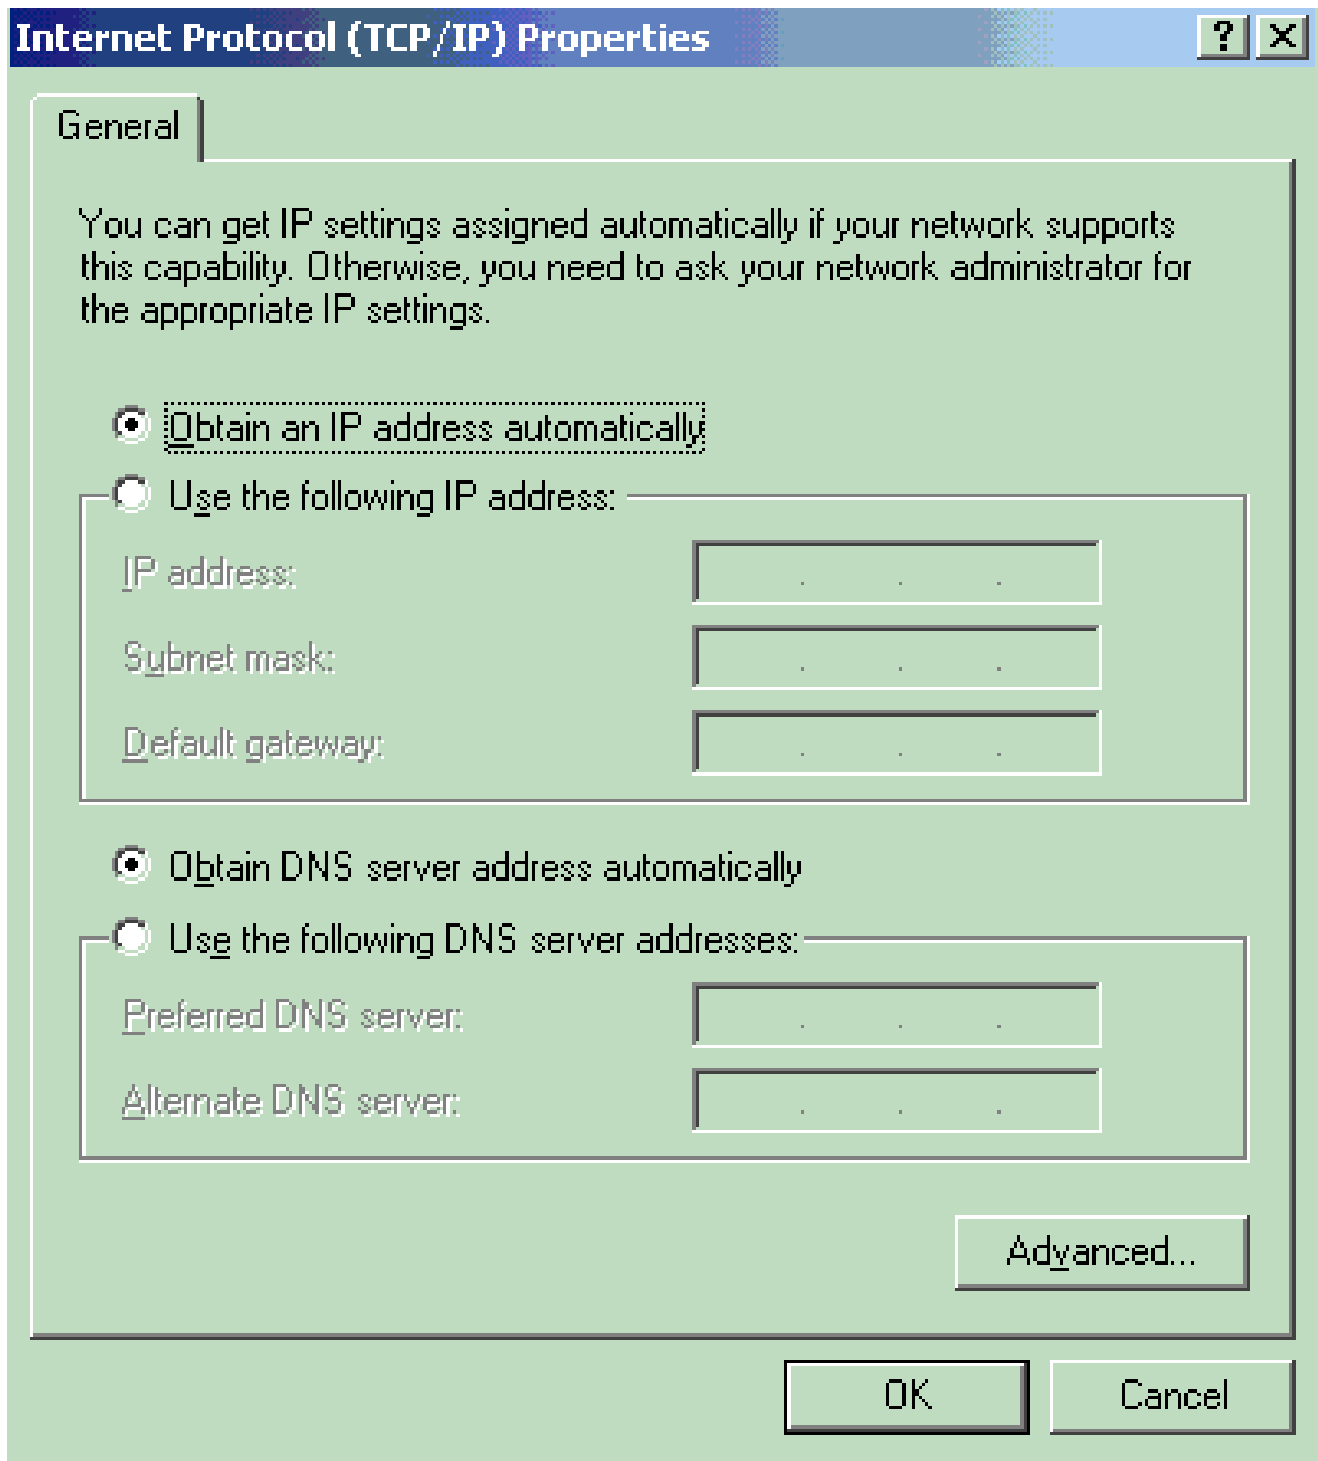 Internet Protocol (TCP/IP) Properties
General
You can get IP settings assigned automatically if your network supports
this capability. Otherwise, you need to ask your network administrator for
the appropriate IP settings.
Obtain an IP address automatically
Use the following IP address:
IP address:
Subnet mask:
Default gateway:
Obtain DNS server address automatically
Use the following DNS server addresses:
Preferred DNS server:
Alternate DNS server:
Advanced...
OK Cancel